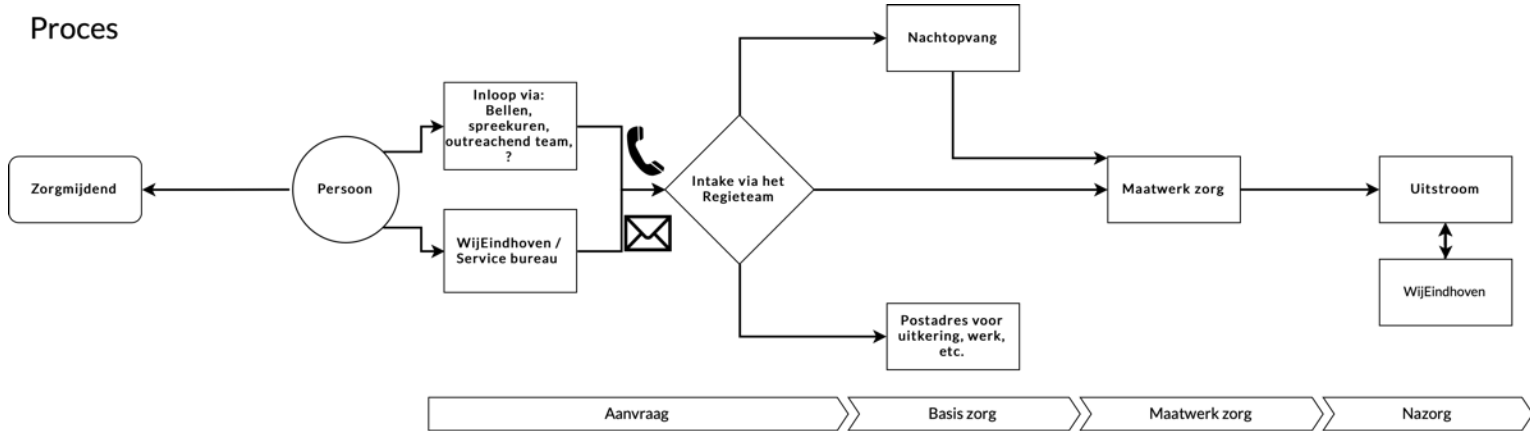 Proces
Zorgmijdend
Persoon
Inloop via:
Bellen,
spreekuren,
outreachend team,
?
WijEindhoven /
Service bureau
Intake via het
Regieteam
Nachtopvang
Postadres voor
uitkering, werk,
etc.
Maatwerk zorg
Uitstroom
WijEindhoven
Aanvraag
Basis zorg
Maatwerk zorg
Nazorg